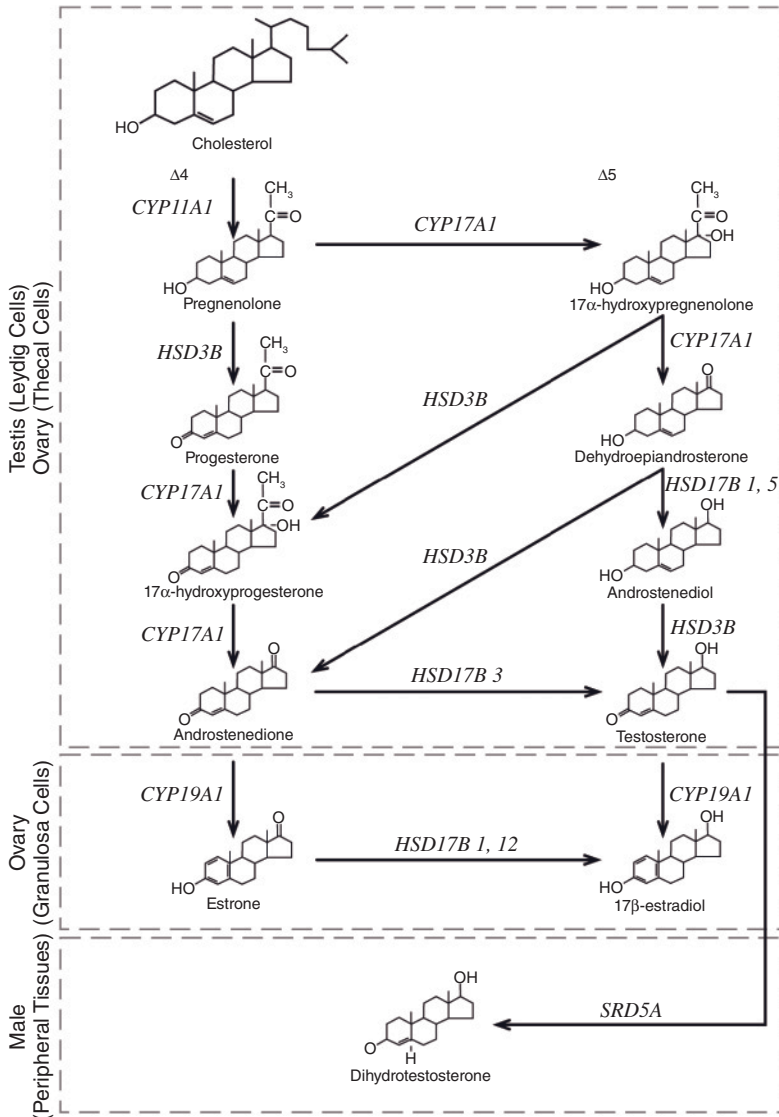 HO
Cholesterol
Δ4
Δ5
CYP11A1
CH3
C=O
HO
Pregnenolone
CYP17A1
CH3
C=O
-OH
HO
17α-hydroxypregnenolone
HSD3B
CH3
C=O
O
Progesterone
HSD3B
CYP17A1
O
HO
Dehydroepiandrosterone
CYP17A1
CH3
C=O
-OH
O
17α-hydroxyprogesterone
HSD3B
HSD17B 1, 5
OH
HO
Androstenediol
CYP17A1
O
O
Androstenedione
HSD17B 3
HSD3B
OH
O
Testosterone
Testis (Leydig Cells)
Ovary (Thecal Cells)
CYP19A1
O
HO
Estrone
HSD17B 1, 12
CYP19A1
OH
HO
17β-estradiol
Ovary
(Granulosa Cells)
OH
O
H
Dihydrotestosterone
SRD5A
Male
(Peripheral Tissues)